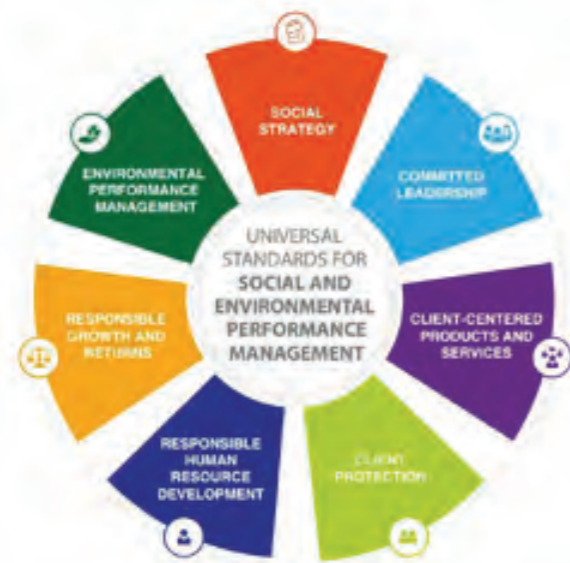 SOCIAL
STRATEGY
COMMITTED
LEADERSHIP
CLIENT-CENTERED
PRODUCTS AND
SERVICES
CLIENT
PROTECTION
RESPONSIBLE
HUMAN
RESOURCE
DEVELOPMENT
RESPONSIBLE
GROWTH AND
RETURNS
ENVIRONMENTAL
PERFORMANCE
MANAGEMENT
UNIVERSAL
STANDARDS FOR
SOCIAL AND
ENVIRONMENTAL
PERFORMANCE
MANAGEMENT